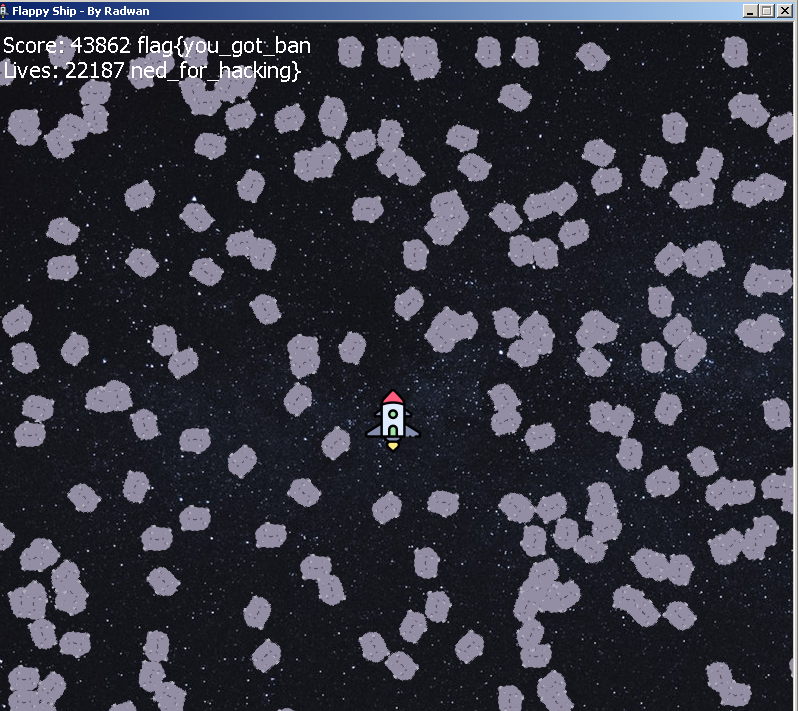 Flappy Ship - By Radwan
Score: 43862 flag{you_got_ban
Lives: 22187 ned_for_hacking}